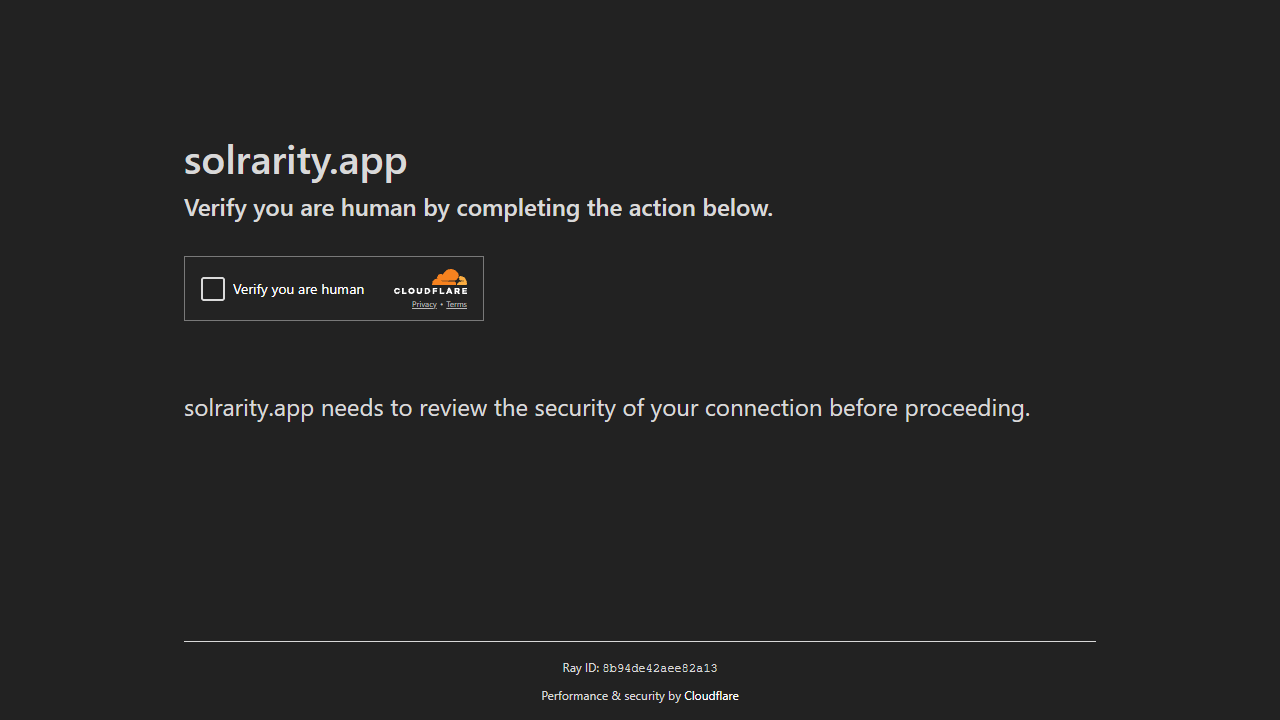 solrarity.app
Verify you are human by completing the action below.
Verify you are human
CLOUDFLARE
Privacy • Terms
solrarity.app needs to review the security of your connection before proceeding.
Ray ID: 8b94de42aee82a13
Performance & security by Cloudflare